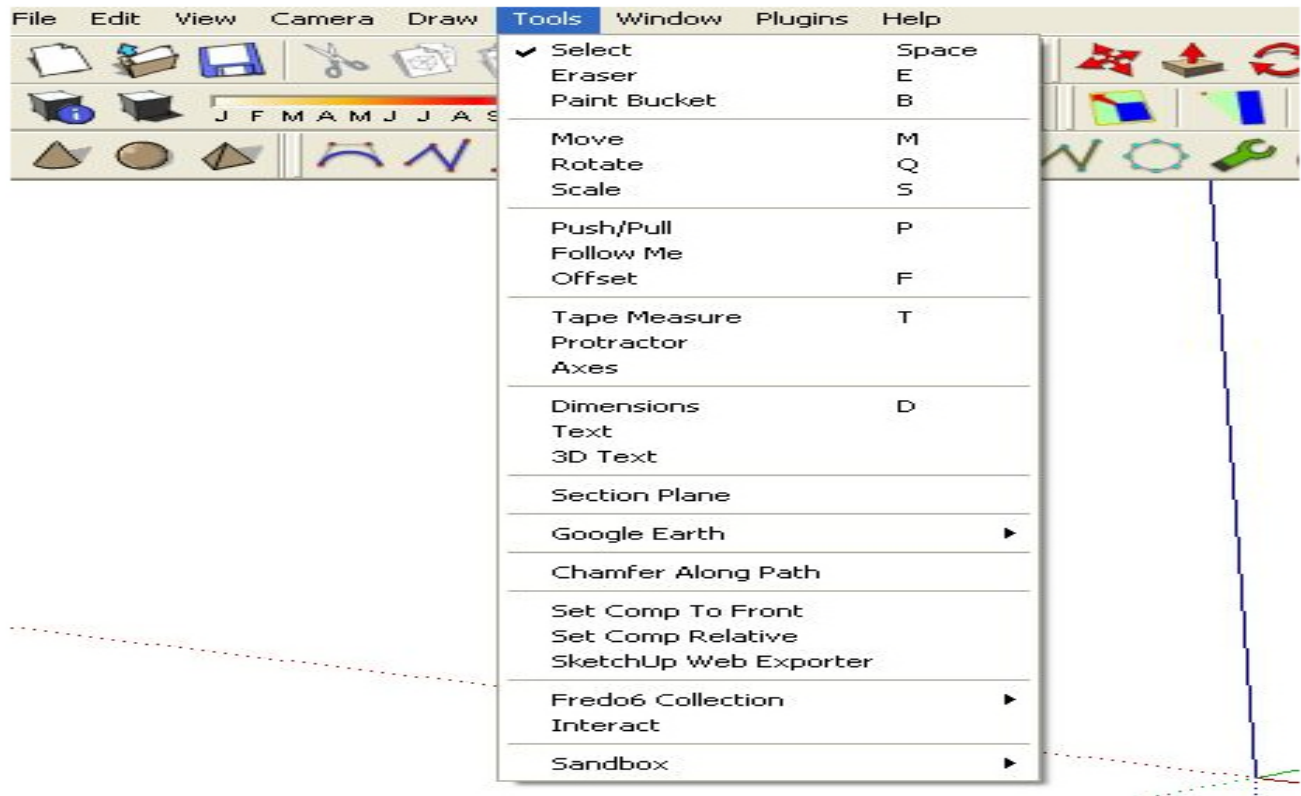 File Edit View Camera Draw Tools Window Plugins Help
Select Space
Eraser E
Paint Bucket B
J F M A M J J A S
Move M
Rotate Q
Scale S
Push/Pull P
Follow Me
Offset F
Tape Measure T
Protractor
Axes
Dimensions D
Text
3D Text
Section Plane
Google Earth
Chamfer Along Path
Set Comp To Front
Set Comp Relative
SketchUp Web Exporter
Fredo6 Collection
Interact
Sandbox